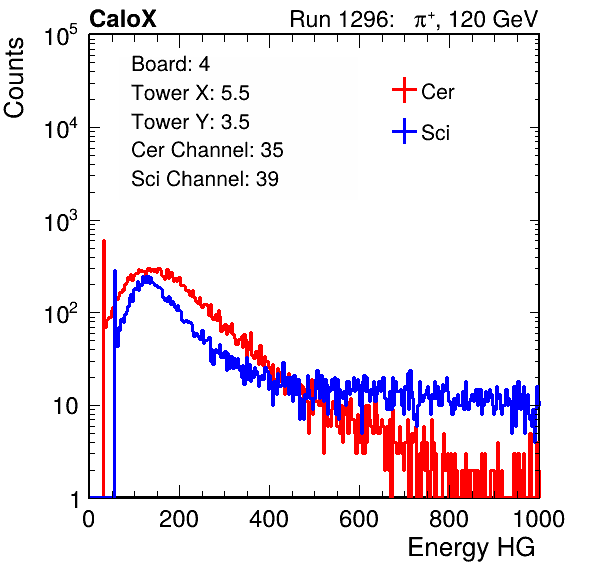 CaloX Run 1296: π⁺, 120 GeV
Counts
10⁵
10⁴
10³
10²
10
1
Board: 4
Tower X: 5.5
Tower Y: 3.5
Cer Channel: 35
Sci Channel: 39
Cer
Sci
0 200 400 600 800 1000
Energy HG